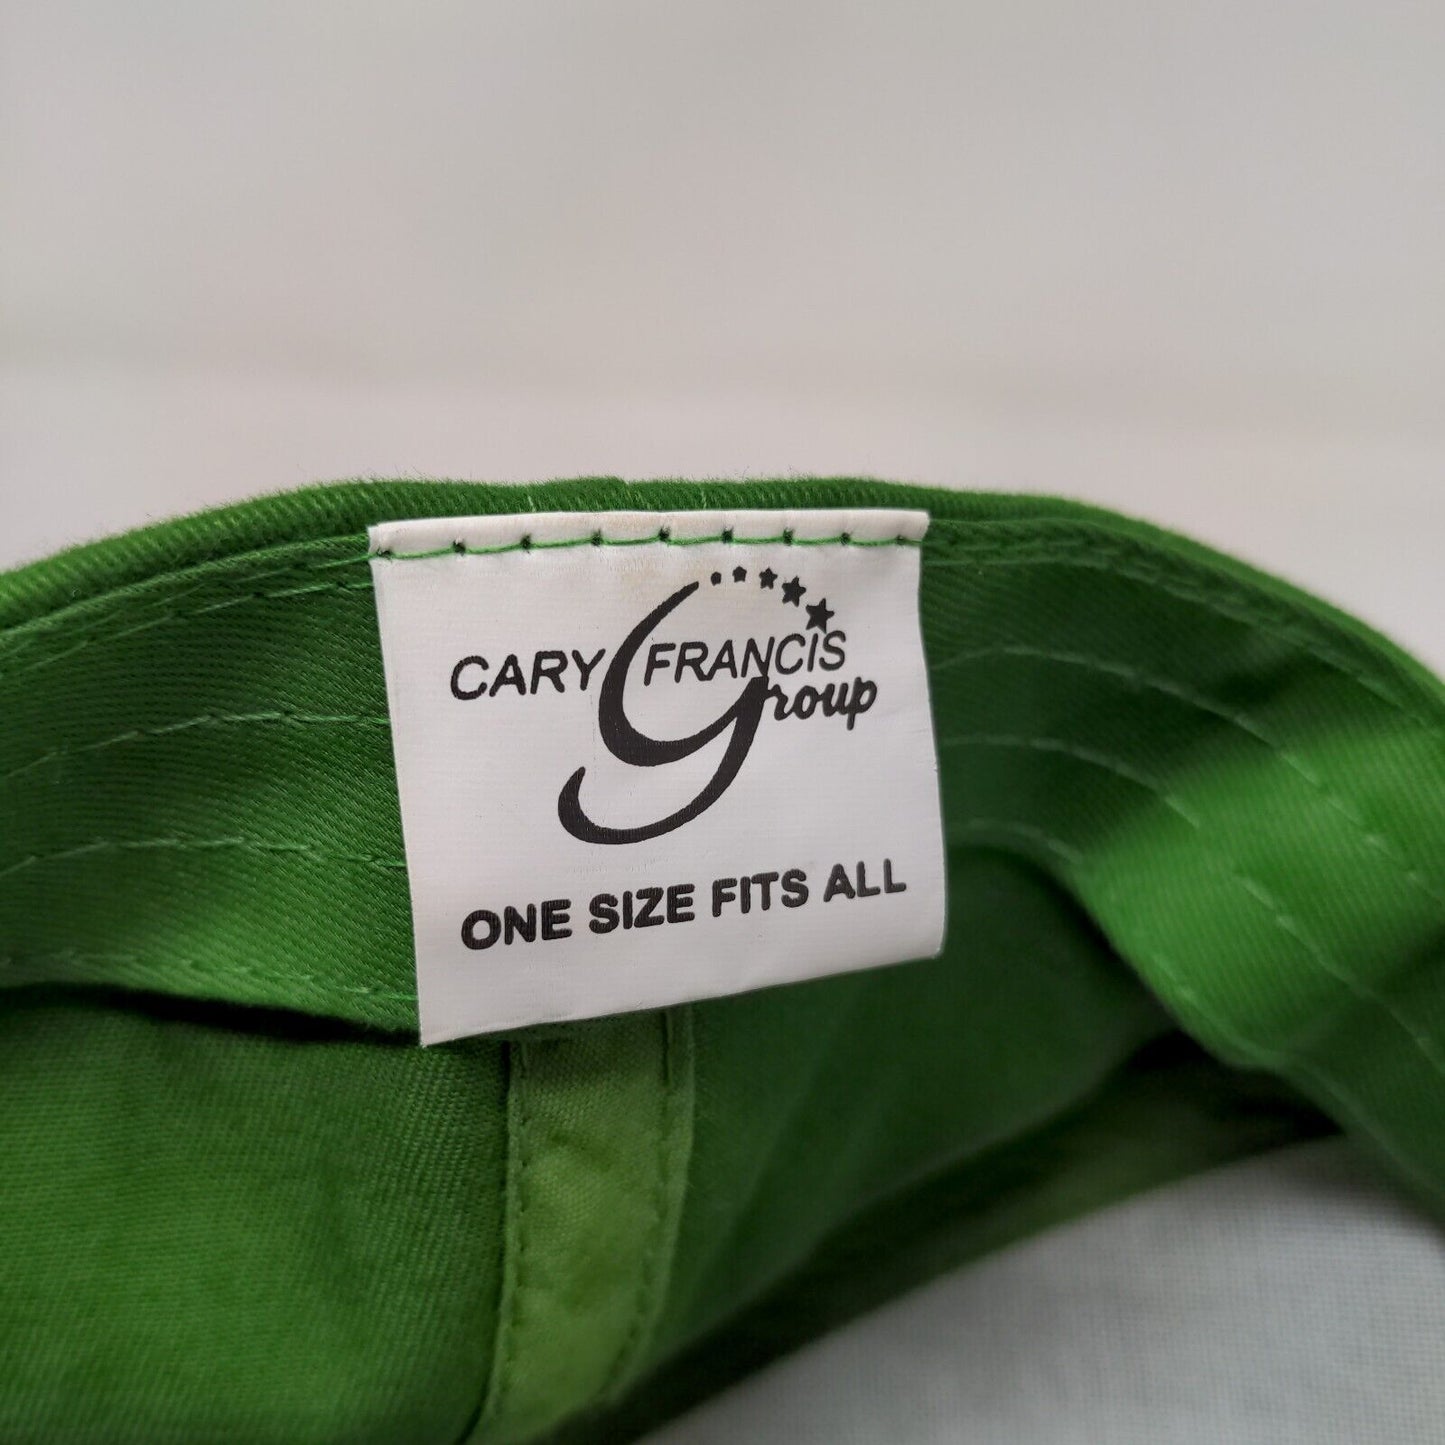 CARY FRANCIS
Group
ONE SIZE FITS ALL